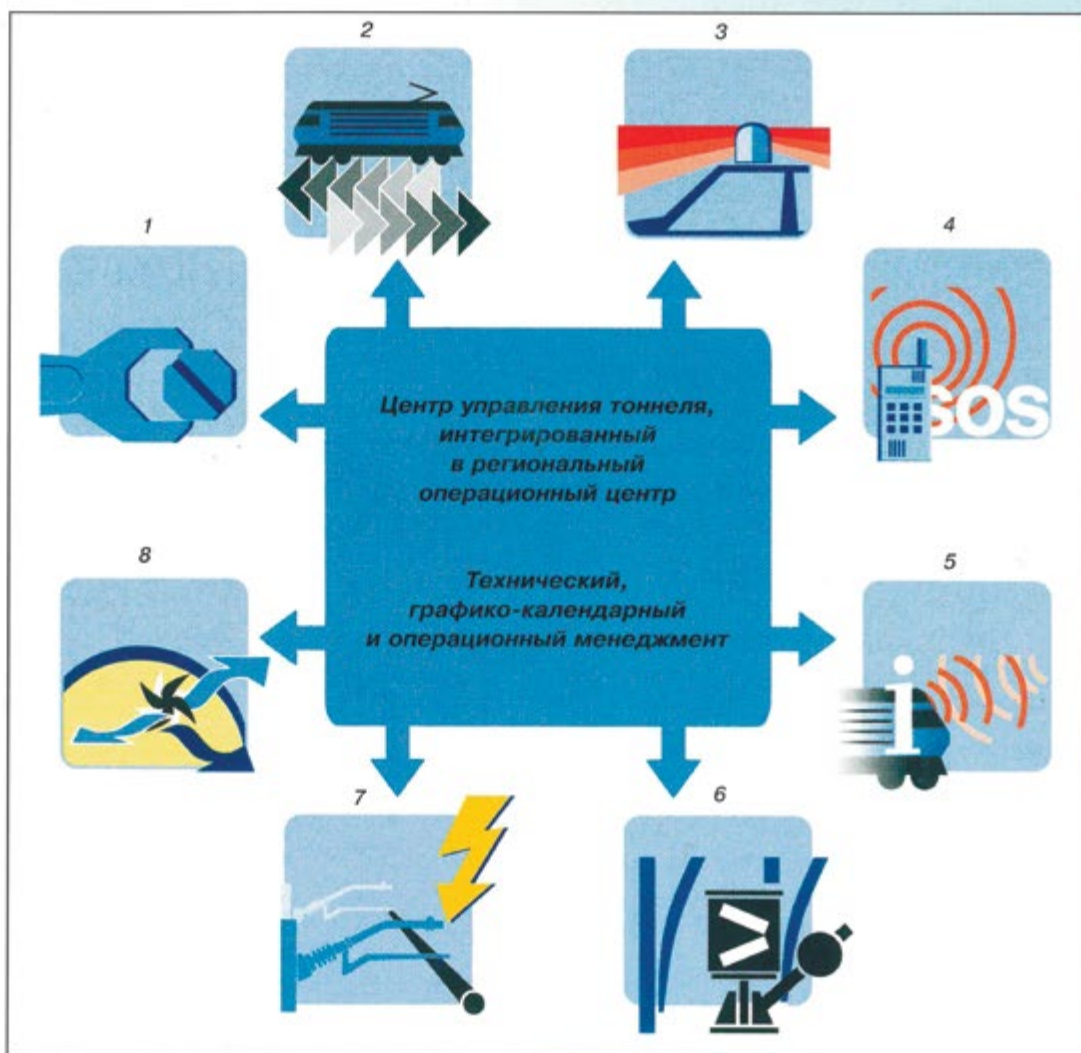 2
3
1
4
Центр управления тоннеля,
интегрированный
в региональный
операционный центр
SOS
8
5
Технический,
графико-календарный
и операционный менеджмент
i
7
6